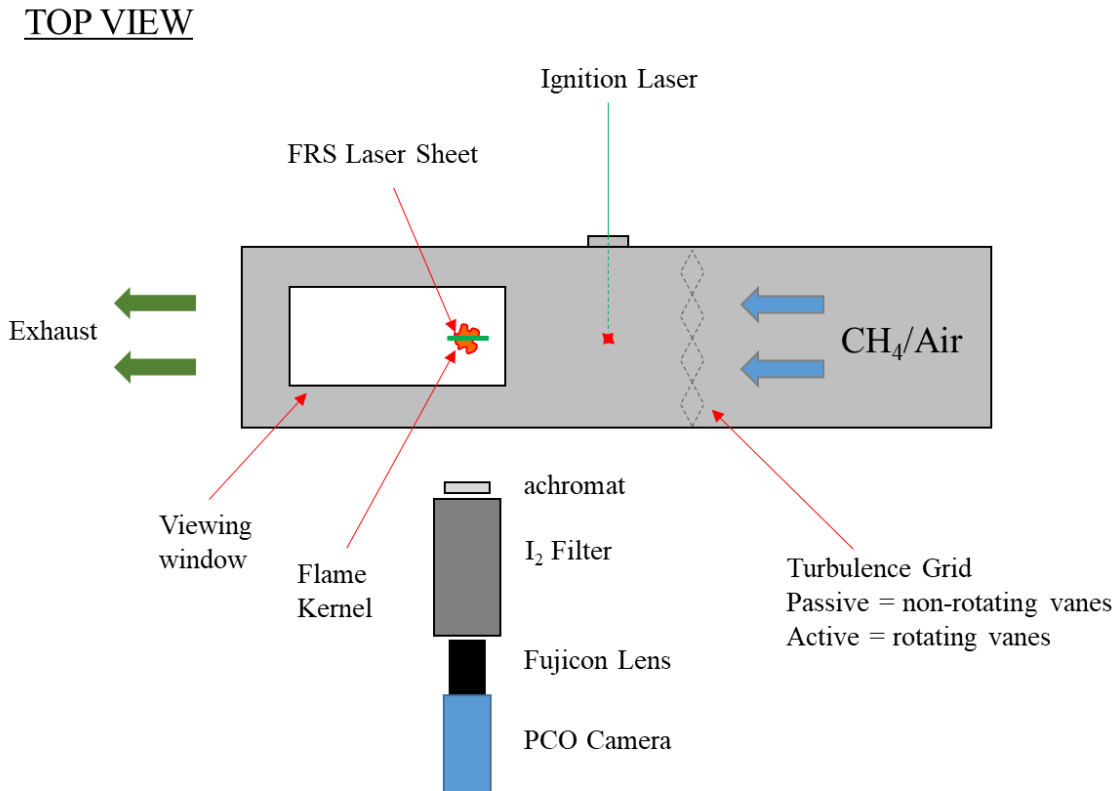 TOP VIEW
Ignition Laser
FRS Laser Sheet
Exhaust
CH₄/Air
achromat
Viewing
window
I₂ Filter
Flame
Kernel
Turbulence Grid
Passive = non-rotating vanes
Active = rotating vanes
Fujicon Lens
PCO Camera